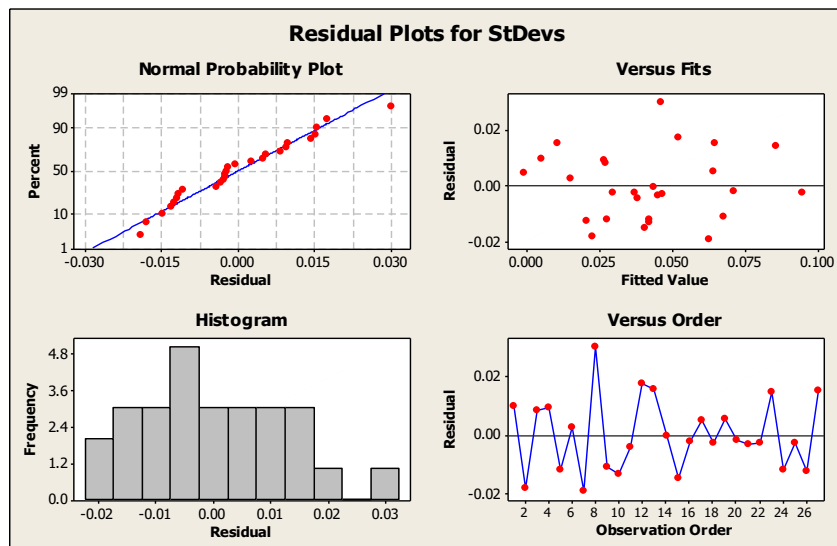 Residual Plots for StDevs
Normal Probability Plot
99
90
50
10
1
Percent
-0.030 -0.015 0.000 0.015 0.030
Residual
Versus Fits
0.02
0.00
-0.02
Residual
0.000 0.025 0.050 0.075 0.100
Fitted Value
Histogram
4.8
3.6
2.4
1.2
0.0
Frequency
-0.02 -0.01 0.00 0.01 0.02 0.03
Residual
Versus Order
0.02
0.00
-0.02
Residual
2 4 6 8 10 12 14 16 18 20 22 24 26
Observation Order